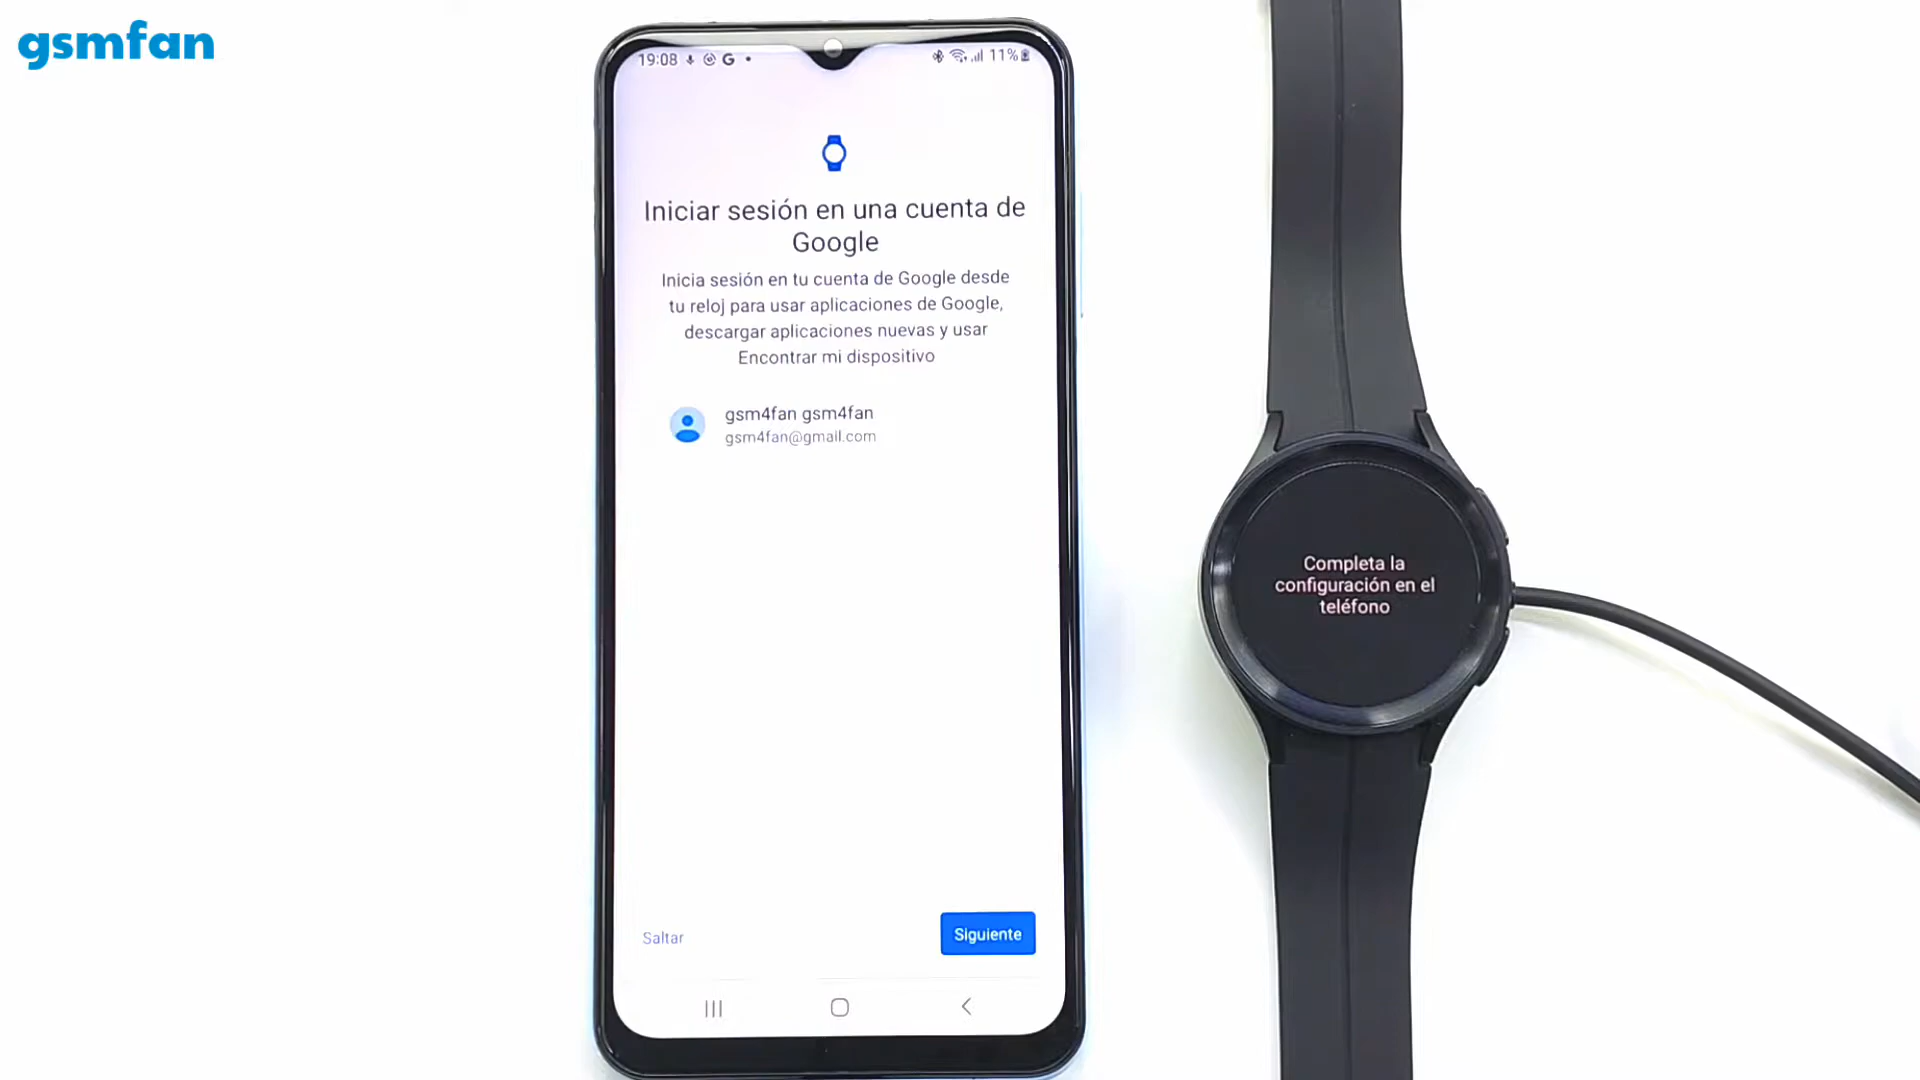 gsmfan
19:08
11%
Iniciar sesión en una cuenta de
Google
Inicia sesión en tu cuenta de Google desde
tu reloj para usar aplicaciones de Google,
descargar aplicaciones nuevas y usar
Encontrar mi dispositivo
gsm4fan gsm4fan
gsm4fan@gmail.com
Saltar
Siguiente
Completa la
configuración en el
teléfono